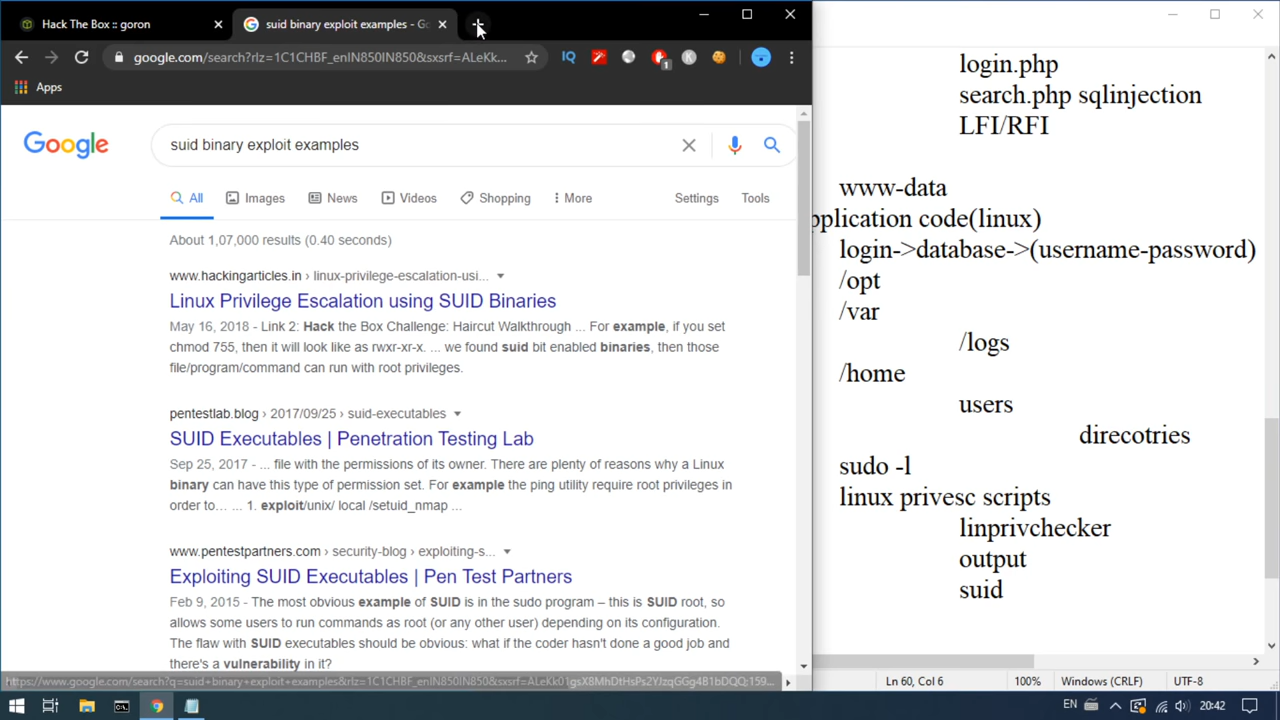 Hack The Box :: goron
suid binary exploit examples - Go
google.com/search?rlz=1C1CHBF_enIN850IN850&sxsrf=ALeKk...
1
Apps
Google
suid binary exploit examples
All
Images
News
Videos
Shopping
More
Settings
Tools
About 1,07,000 results (0.40 seconds)
www.hackingarticles.in › linux-privilege-escalation-usi...
Linux Privilege Escalation using SUID Binaries
May 16, 2018 - Link 2: Hack the Box Challenge: Haircut Walkthrough ... For example, if you set
chmod 755, then it will look like as rwxr-xr-x. ... we found suid bit enabled binaries, then those
file/program/command can run with root privileges.
pentestlab.blog › 2017/09/25 › suid-executables
SUID Executables | Penetration Testing Lab
Sep 25, 2017 - ... file with the permissions of its owner. There are plenty of reasons why a Linux
binary can have this type of permission set. For example the ping utility require root privileges in
order to… ... 1. exploit/unix/ local /setuid_nmap ...
www.pentestpartners.com › security-blog › exploiting-s...
Exploiting SUID Executables | Pen Test Partners
Feb 9, 2015 - The most obvious example of SUID is in the sudo program – this is SUID root, so
allows some users to run commands as root (or any other user) depending on its configuration.
The flaw with SUID executables should be obvious: what if the coder hasn't done a good job and
there's a vulnerability in it?
login.php
search.php sqlinjection
LFI/RFI
www-data
pplication code(linux)
login->database->(username-password)
/opt
/var
/logs
/home
users
direcotries
sudo -l
linux privesc scripts
linprivchecker
output
suid
Ln 60, Col 6
100%
Windows (CRLF)
UTF-8
EN
20:42